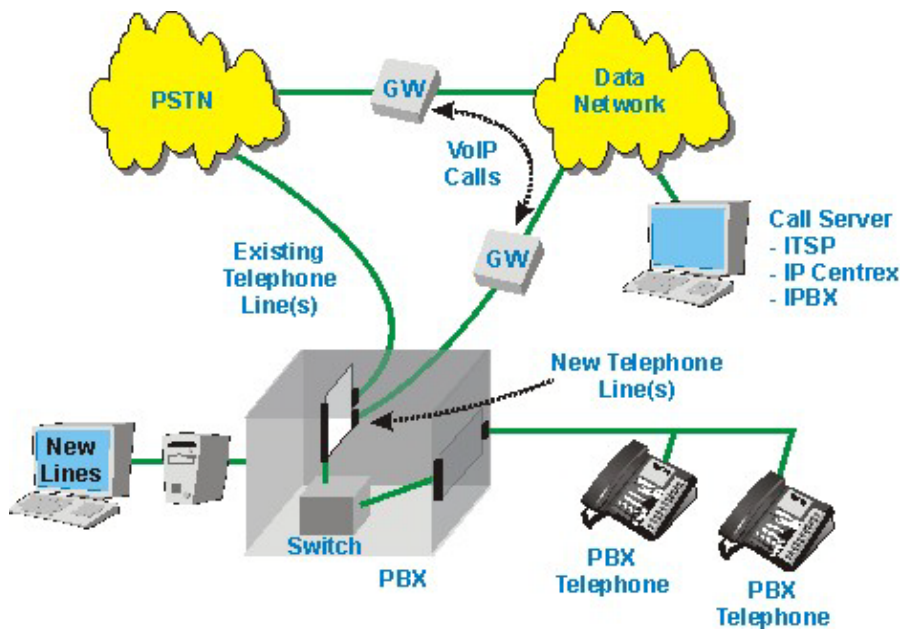 PSTN
GW
Data
Network
VoIP
Calls
GW
Call Server
- ITSP
- IP Centrex
- IPBX
Existing
Telephone
Line(s)
New Telephone
Line(s)
New
Lines
Switch
PBX
PBX
Telephone
PBX
Telephone